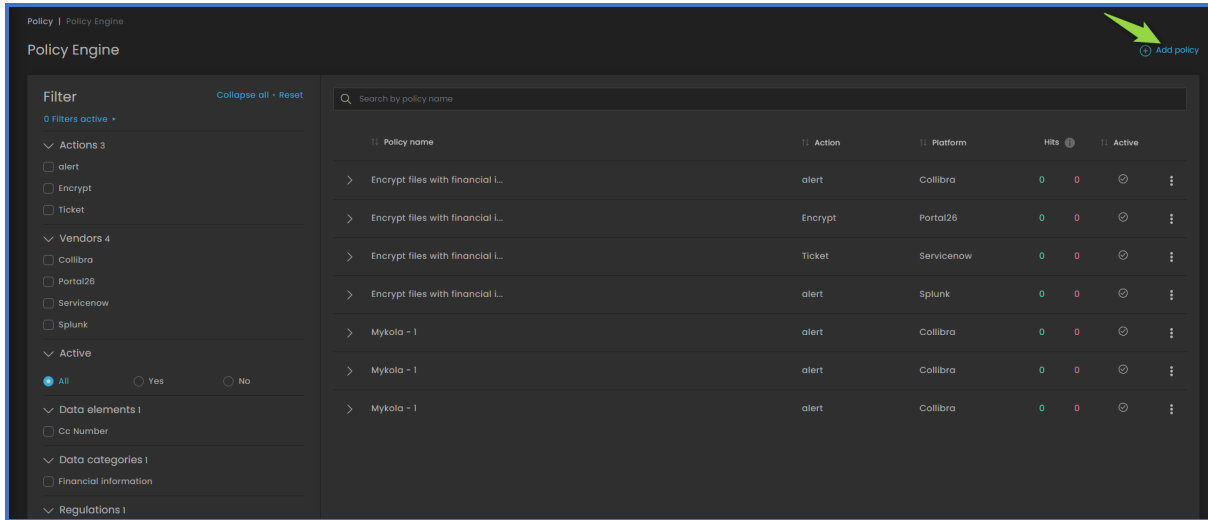 Policy | Policy Engine
Policy Engine
Add policy
Filter
Collapse all • Reset
0 Filters active
Actions 3
alert
Encrypt
Ticket
Vendors 4
Collibra
Portal26
Servicenow
Splunk
Active
All Yes No
Data elements 1
Cc Number
Data categories 1
Financial information
Regulations 1
Search by policy name
Policy name Action Platform Hits Active
Encrypt files with financial i... alert Collibra 0 0
Encrypt files with financial i... Encrypt Portal26 0 0
Encrypt files with financial i... Ticket Servicenow 0 0
Encrypt files with financial i... alert Splunk 0 0
Mykola - 1 alert Collibra 0 0
Mykola - 1 alert Collibra 0 0
Mykola - 1 alert Collibra 0 0